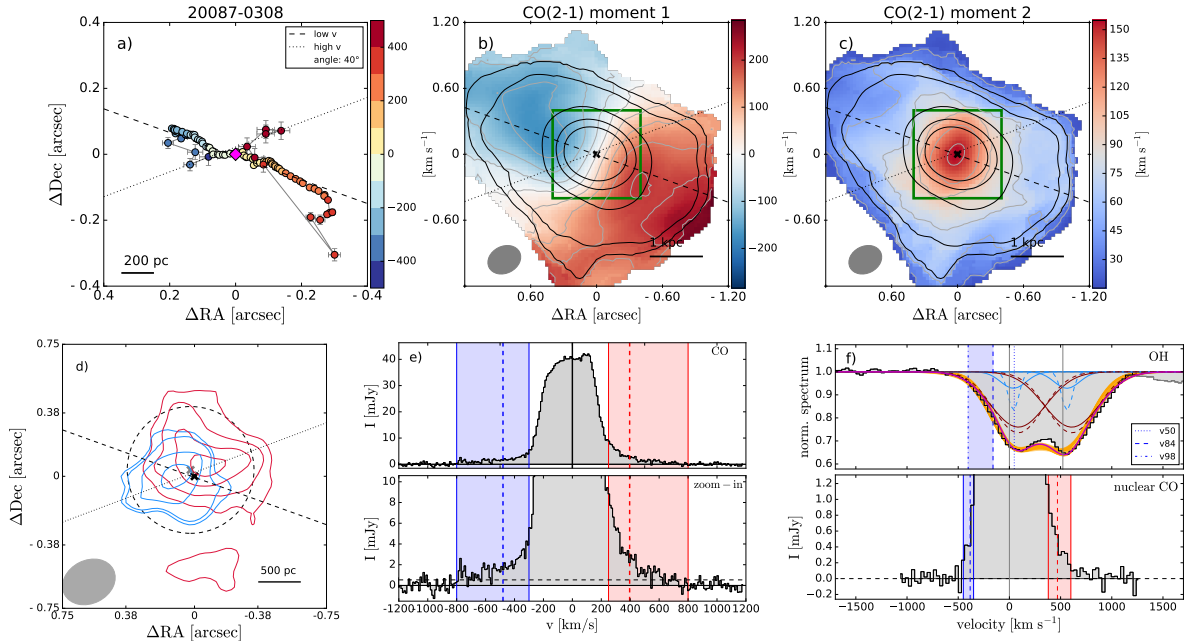 20087-0308
a)
low v
high v
angle: 40°
0.4
0.2
0
- 0.2
- 0.4
ΔDec [arcsec]
200 pc
0.4
0.2
0
- 0.2
- 0.4
ΔRA [arcsec]
400
200
0
−200
−400
CO(2-1) moment 1
b)
[km s⁻¹]
1.20
0.60
0
- 0.60
1 kpc
0.60
0
- 0.60
- 1.20
ΔRA [arcsec]
200
100
0
−100
−200
CO(2-1) moment 2
c)
[km s⁻¹]
1.20
0.60
0
- 0.60
1 kpc
0.60
0
- 0.60
- 1.20
ΔRA [arcsec]
150
135
120
105
90
75
60
45
30
d)
0.75
0.38
0
- 0.38
- 0.75
ΔDec [arcsec]
500 pc
0.75
0.38
0
-0.38
-0.75
ΔRA [arcsec]
e)
CO
I [mJy]
40
30
20
10
0
zoom−in
I [mJy]
10
8
6
4
2
0
-1200
-1000
-800
-600
-400
-200
0
200
400
600
800
1000
1200
v [km/s]
f)
OH
norm. spectrum
1.1
1.0
0.9
0.8
0.7
0.6
v50
v84
v98
nuclear CO
I [mJy]
1.2
1.0
0.8
0.6
0.4
0.2
0.0
−0.2
−1500
−1000
−500
0
500
1000
1500
velocity [km s⁻¹]